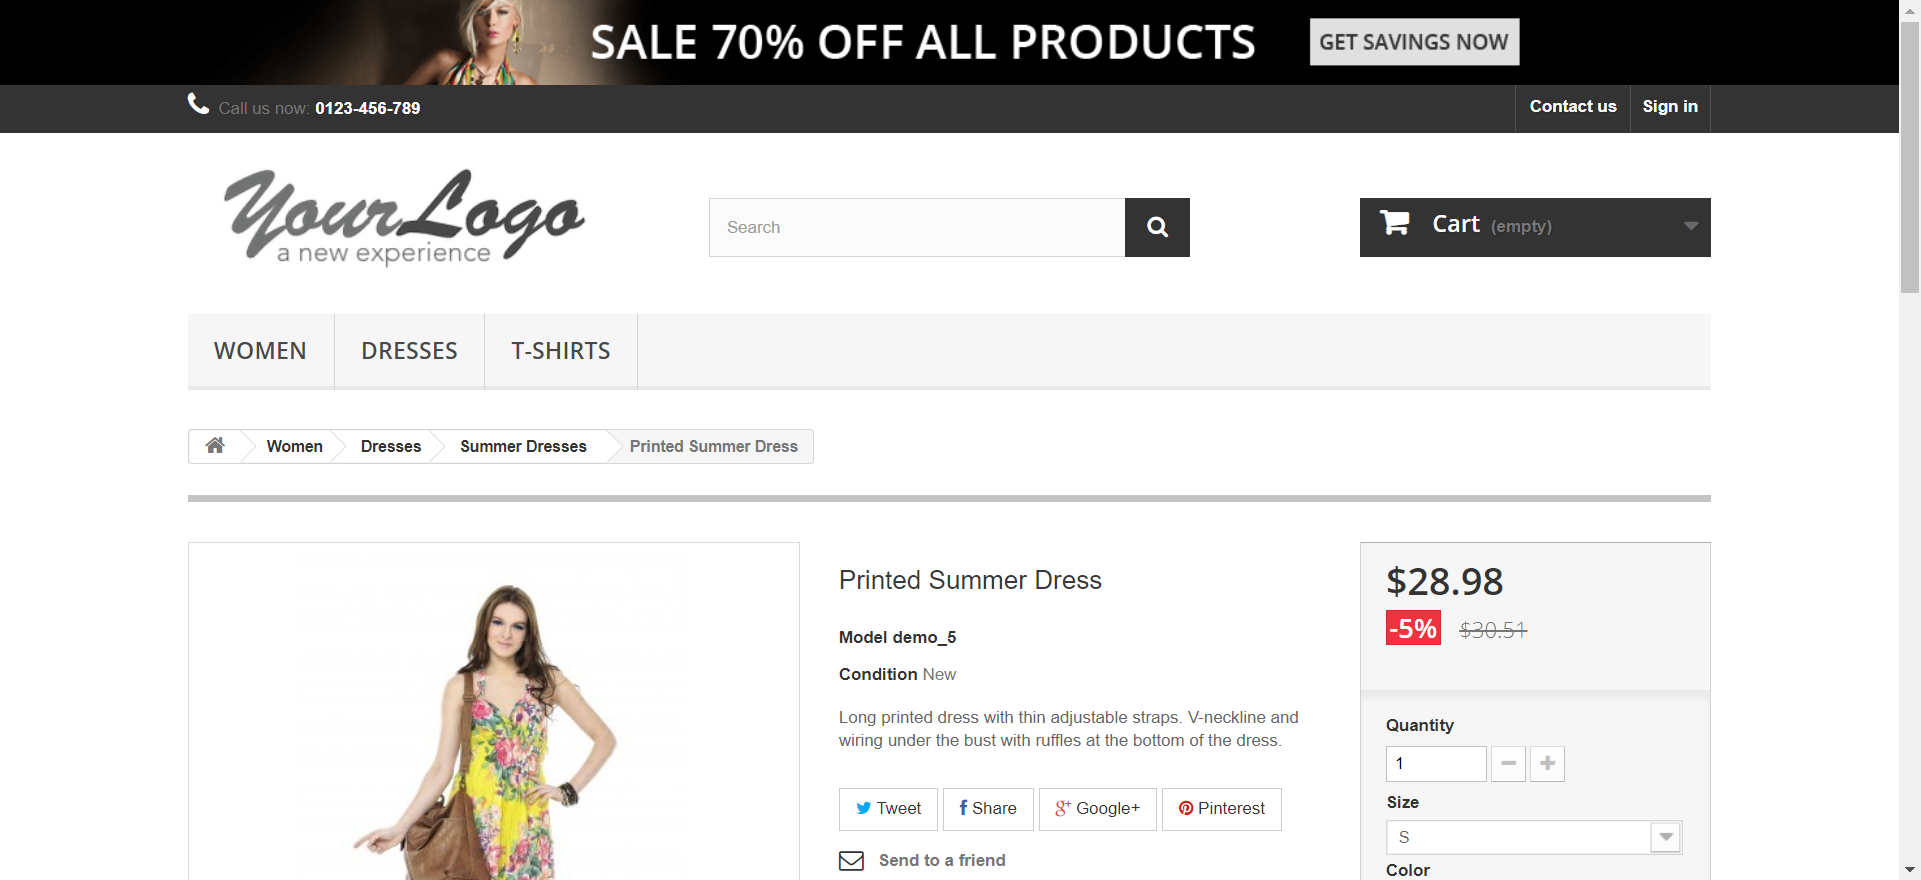 SALE 70% OFF ALL PRODUCTS
GET SAVINGS NOW
Call us now: 0123-456-789
Contact us
Sign in
Your Logo
a new experience
Search
Cart (empty)
WOMEN
DRESSES
T-SHIRTS
Women
Dresses
Summer Dresses
Printed Summer Dress
Printed Summer Dress
Model demo_5
Condition New
Long printed dress with thin adjustable straps. V-neckline and
wiring under the bust with ruffles at the bottom of the dress.
Tweet
Share
Google+
Pinterest
Send to a friend
$28.98
-5% $30.51
Quantity
1
Size
S
Color